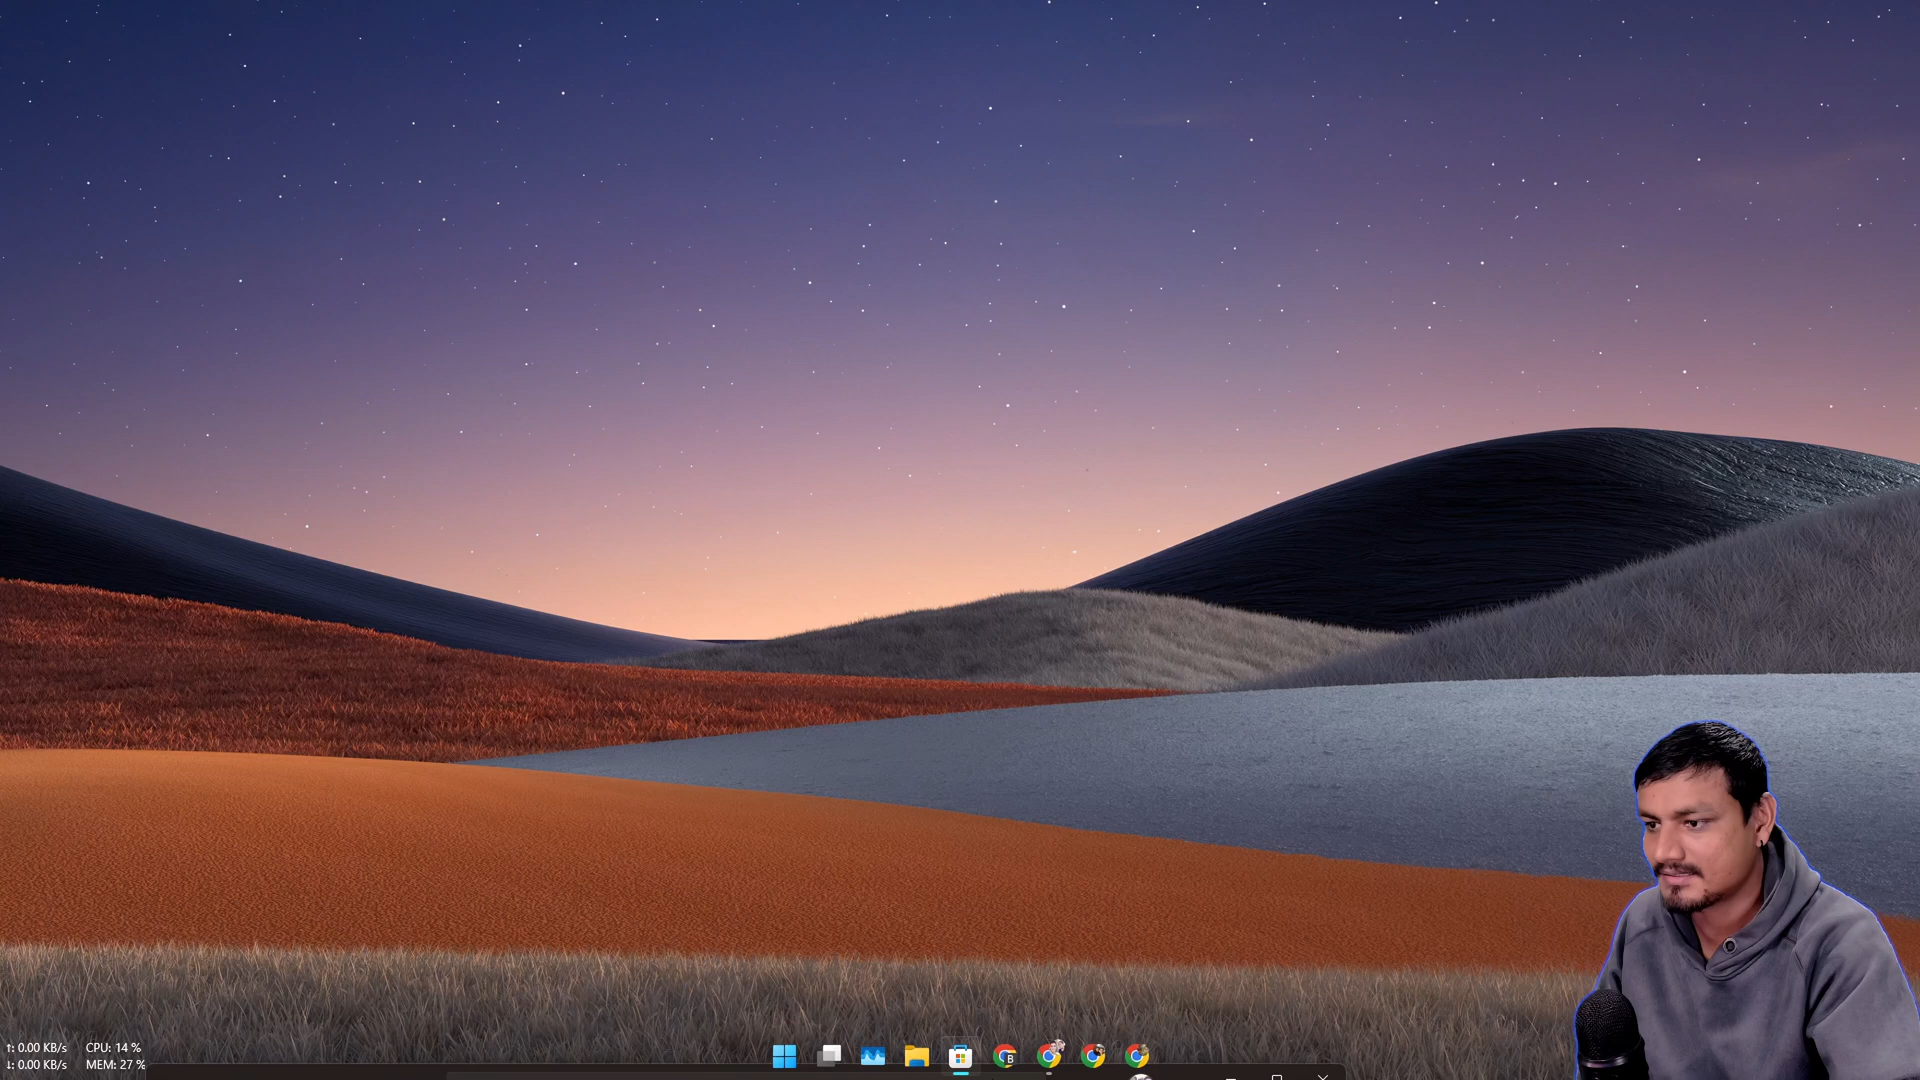 ↑: 0.00 KB/s CPU: 14 %
↓: 0.00 KB/s MEM: 27 %
B